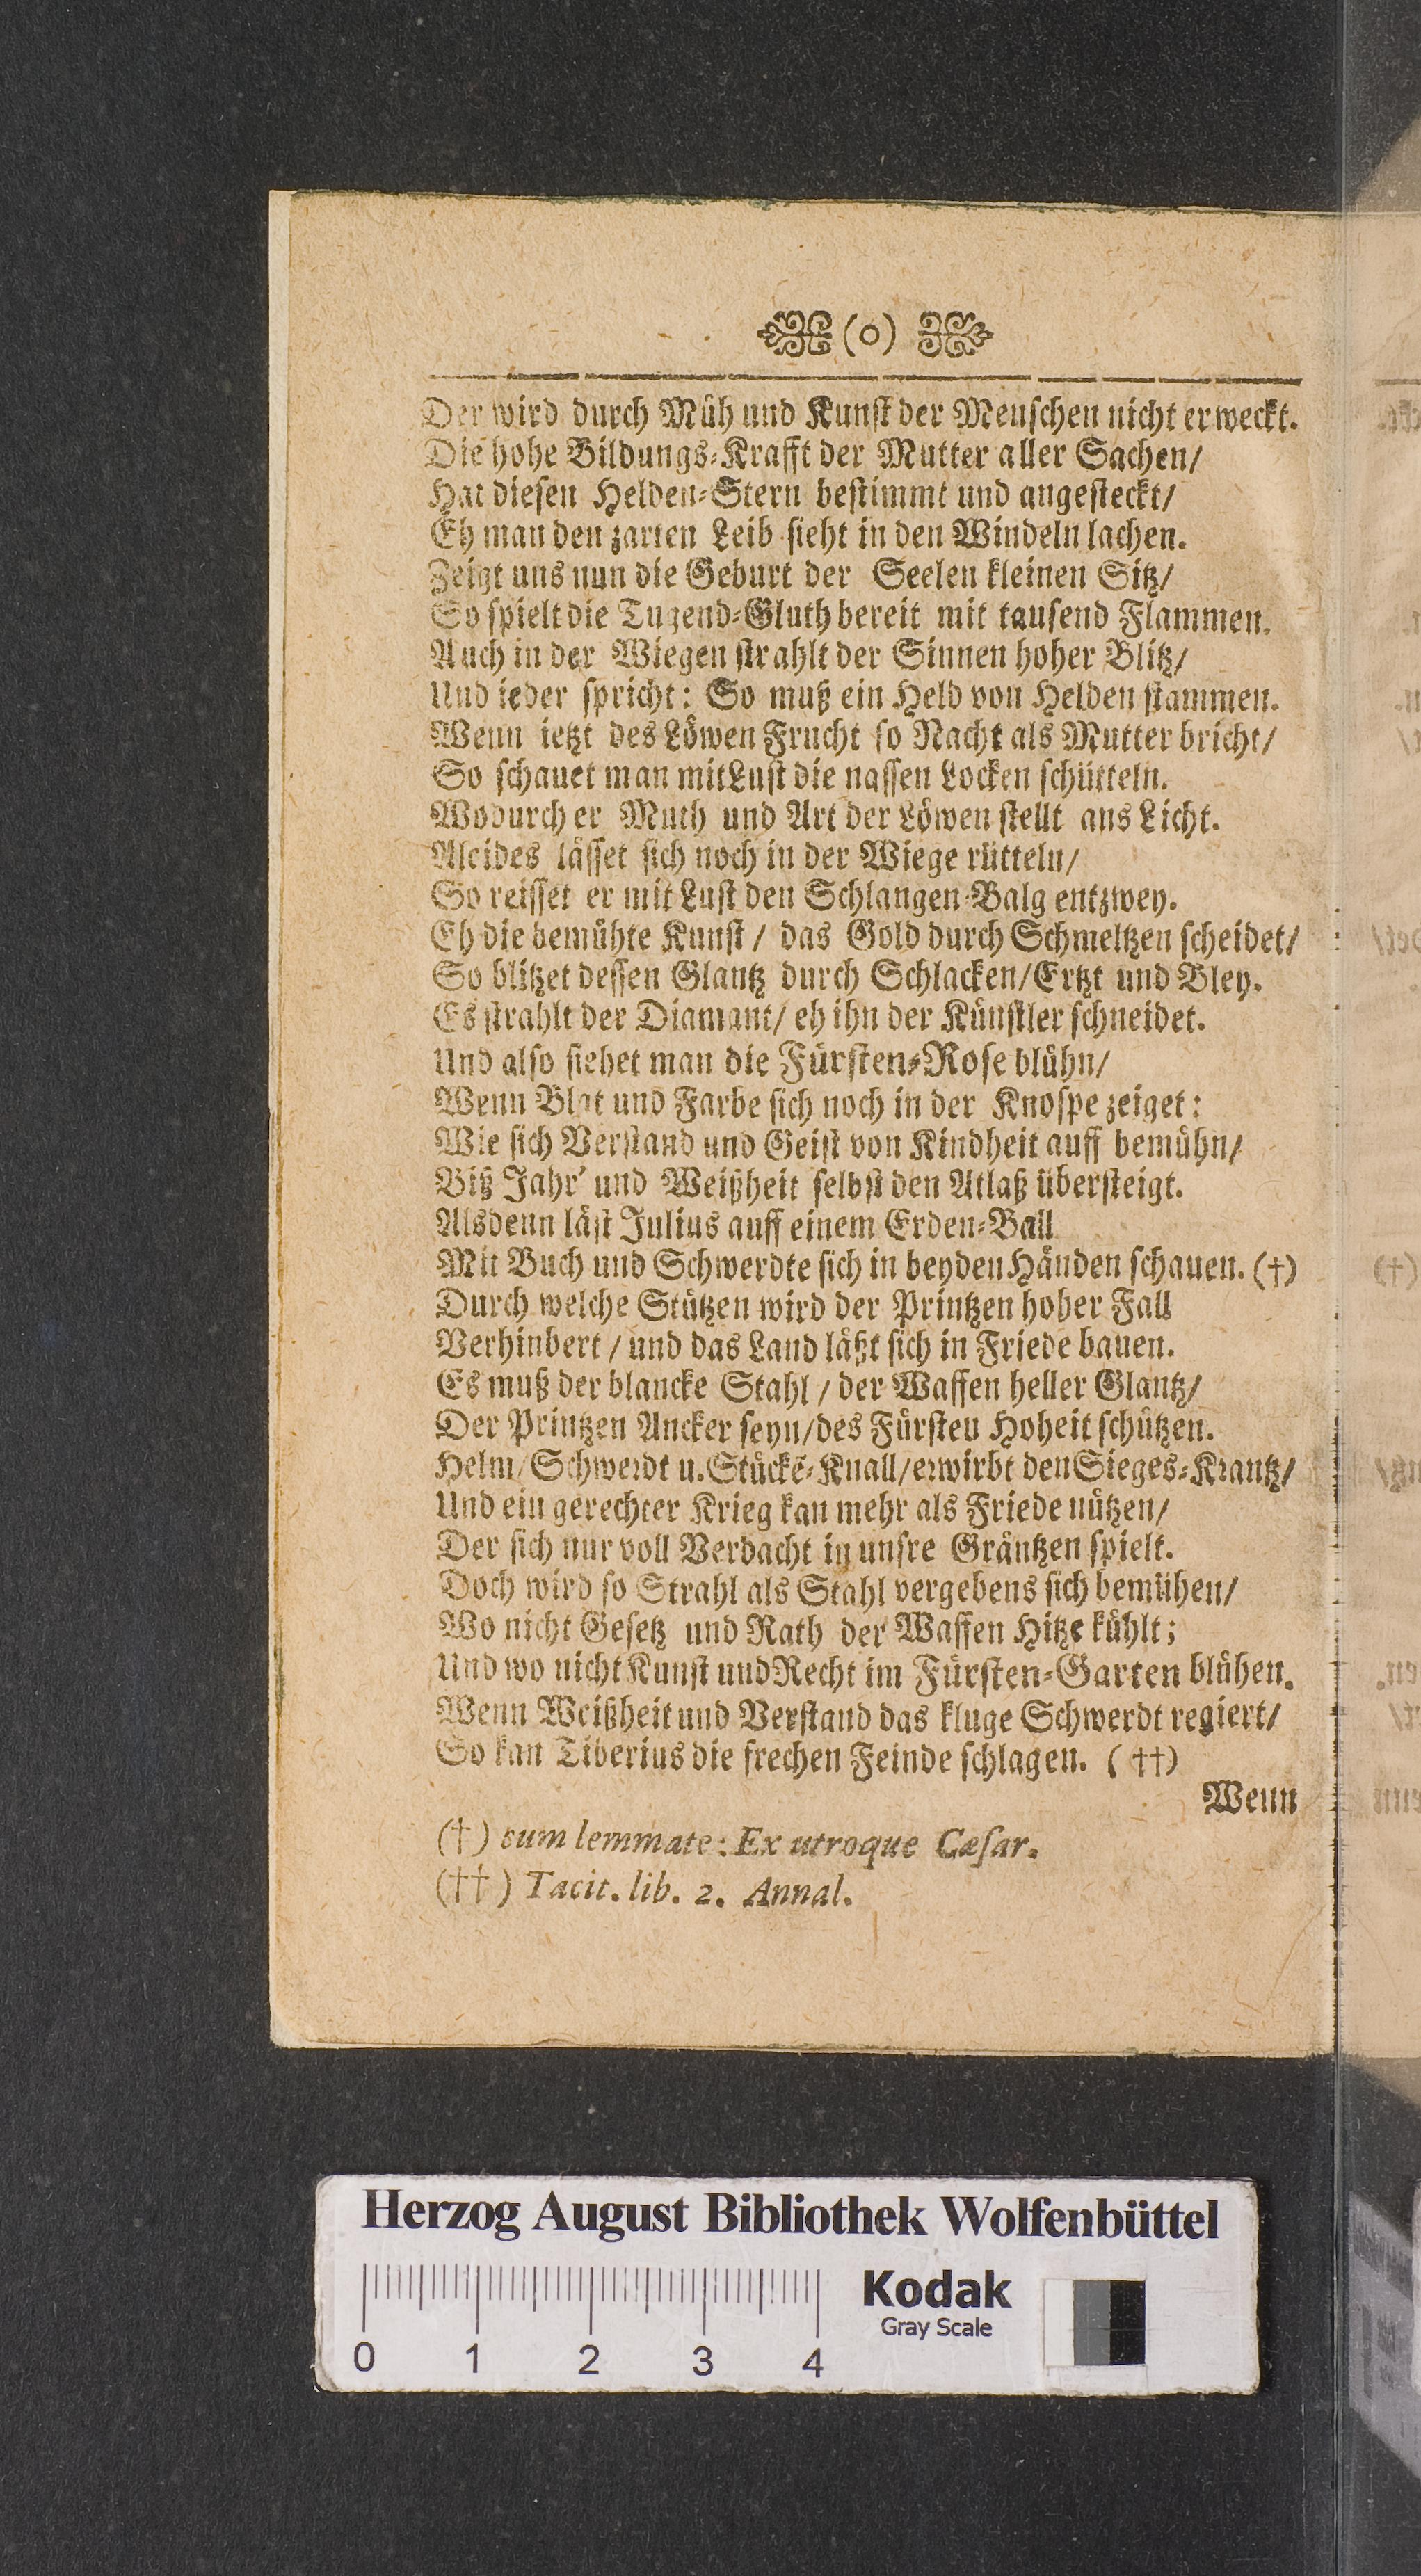 (o)
Der wird durch Müh und Kunst der Menschen nicht erweckt.
Die hohe Bildungs-Krafft der Mutter aller Sachen/
Hat diesen Helden-Stern bestimmt und angesteckt/
Eh man den zarten Leib sieht in den Windeln lachen.
Zeigt uns nun die Geburt der Seelen kleinen Sitz/
So spielt die Tugend-Gluth bereit mit tausend Flammen.
Auch in der Wiegen strahlt der Sinnen hoher Blitz/
Und ieder spricht: So muß ein Held von Helden stammen.
Wenn ietzt des Löwen Frucht so Nacht als Mutter bricht/
So schauet man mit Lust die nassen Locken schütteln.
Wodurch er Muth und Art der Löwen stellt ans Licht.
Alcides lässet sich noch in der Wiege rütteln/
So reisset er mit Lust den Schlangen-Balg entzwey.
Eh die bemühte Kunst / das Gold durch Schmeltzen scheidet/
So blitzet dessen Glantz durch Schlacken/Ertzt und Bley.
Es strahlt der Diamant/ eh ihn der Künstler schneidet.
Und also siehet man die Fürsten-Rose blühn/
Wenn Blat und Farbe sich noch in der Knospe zeiget:
Wie sich Verstand und Geist von Kindheit auff bemühn/
Biß Jahr' und Weißheit selbst den Atlaß übersteigt.
Alsdenn läst Julius auff einem Erden-Ball
Mit Buch und Schwerdte sich in beyden Händen schauen. (†)
Durch welche Stützen wird der Printzen hoher Fall
Verhinbert / und das Land läßt sich in Friede bauen.
Es muß der blancke Stahl / der Waffen heller Glantz/
Der Printzen Ancker seyn/des Fürsten Hoheit schützen.
Helm/Schwerdt u. Stücke-Knall/erwirbt den Sieges-Krantz/
Und ein gerechter Krieg kan mehr als Friede nützen/
Der sich nur voll Verdacht in unsre Gräntzen spielt.
Doch wird so Strahl als Stahl vergebens sich bemühen/
Wo nicht Gesetz und Rath der Waffen Hitze kühlt;
Und wo nicht Kunst und Recht im Fürsten-Garten blühen.
Wenn Weißheit und Verstand das kluge Schwerdt regiert/
So kan Tiberius die frechen Feinde schlagen. (††)
Wenn
(†) cum lemmate: Ex utroque Cæsar.
(††) Tacit. lib. 2. Annal.
Herzog August Bibliothek Wolfenbüttel
Kodak
Gray Scale
0 1 2 3 4